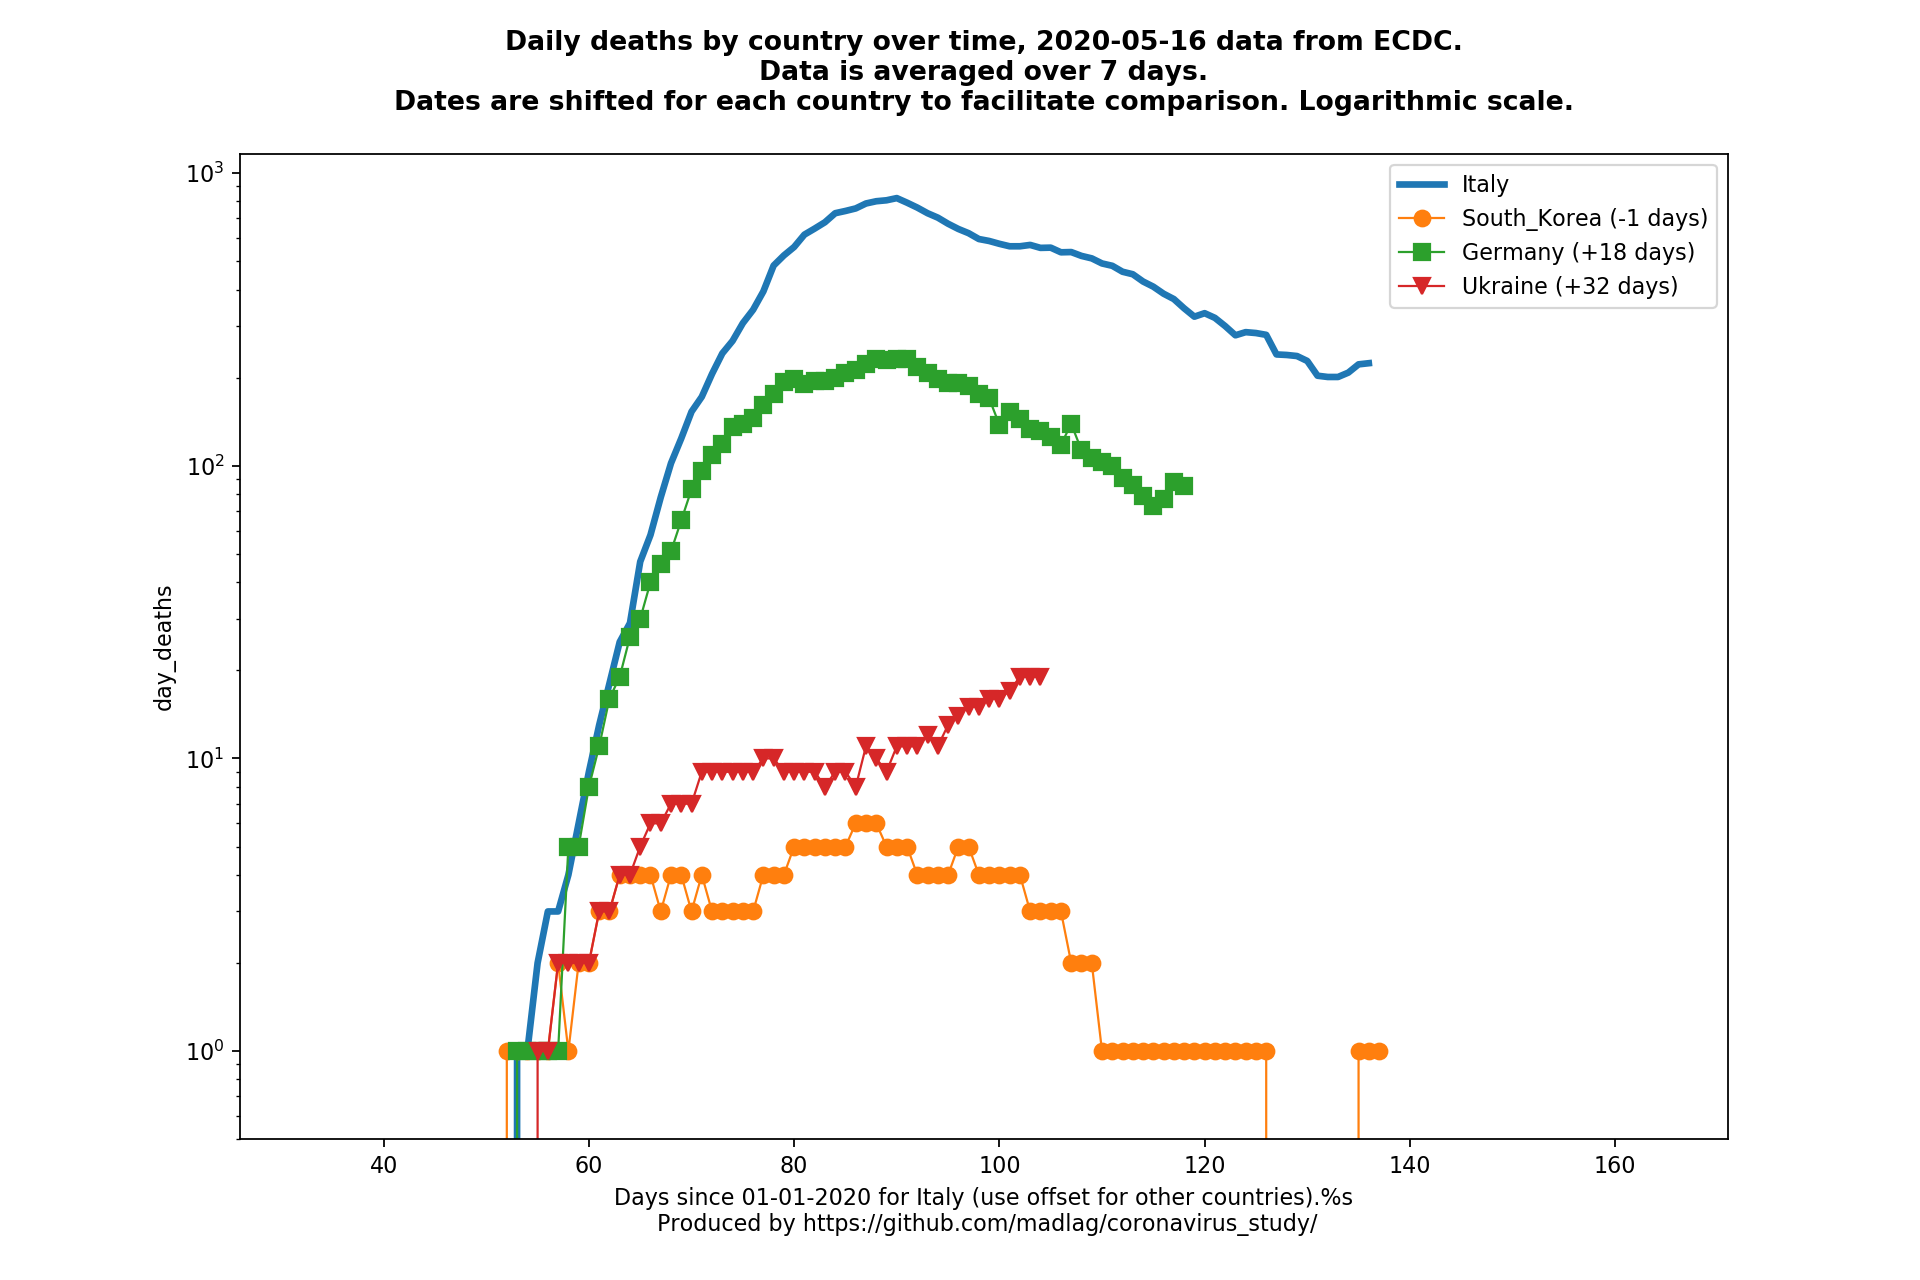 Daily deaths by country over time, 2020-05-16 data from ECDC.
Data is averaged over 7 days.
Dates are shifted for each country to facilitate comparison. Logarithmic scale.
10³
10²
10¹
10⁰
day_deaths
Italy
South_Korea (-1 days)
Germany (+18 days)
Ukraine (+32 days)
40 60 80 100 120 140 160
Days since 01-01-2020 for Italy (use offset for other countries).%s
Produced by https://github.com/madlag/coronavirus_study/